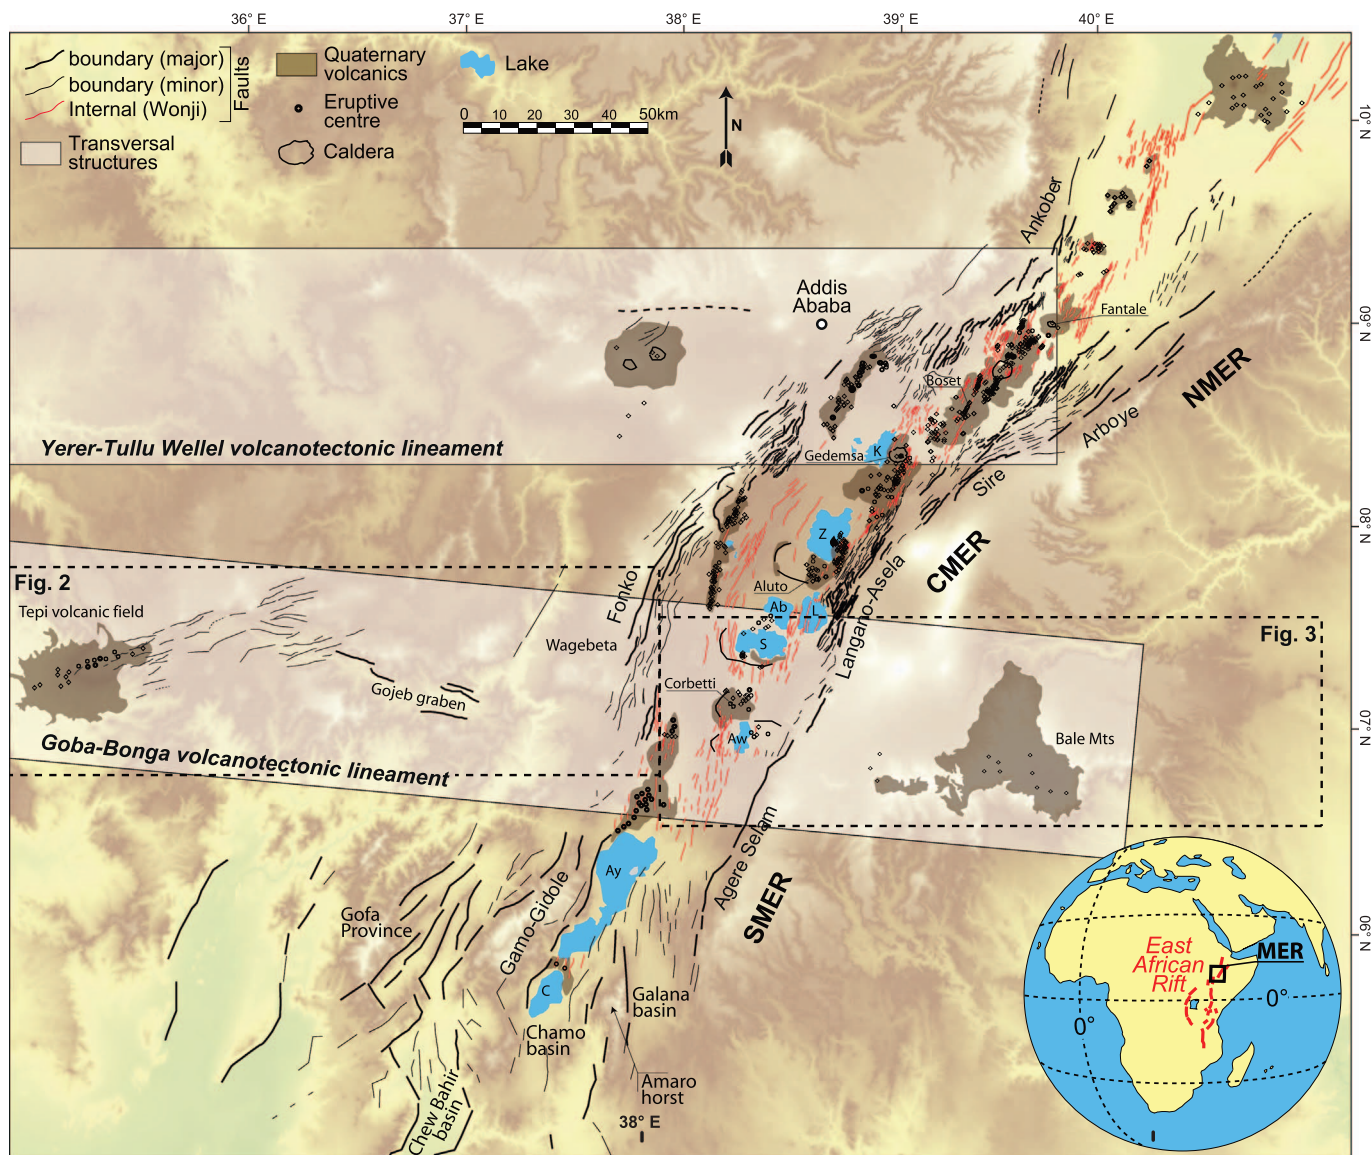 36° E
37° E
38° E
39° E
40° E
boundary (major)
boundary (minor)
Internal (Wonji)
Faults
Transversal
structures
Quaternary
volcanics
Eruptive
centre
Caldera
Lake
0 10 20 30 40 50km
N
10° N
Ankober
Addis
Ababa
09° N
Fantale
Boset
NMER
Arboye
Yerer-Tullu Wellel volcanotectonic lineament
Gedemsa
K
Sire
08° N
Z
CMER
Fig. 2
Tepi volcanic field
Fonko
Aluto
Langano-Asela
Ab
L
Wagebeta
S
Fig. 3
Gojeb graben
Corbetti
07° N
Aw
Bale Mts
Goba-Bonga volcanotectonic lineament
Agere Selam
Ay
SMER
Gofa
Province
Gamo-Gidole
06° N
East
African
Rift
MER
0°
0°
C
Galana
basin
Chamo
basin
Amaro
horst
Chew Bahir
basin
38° E